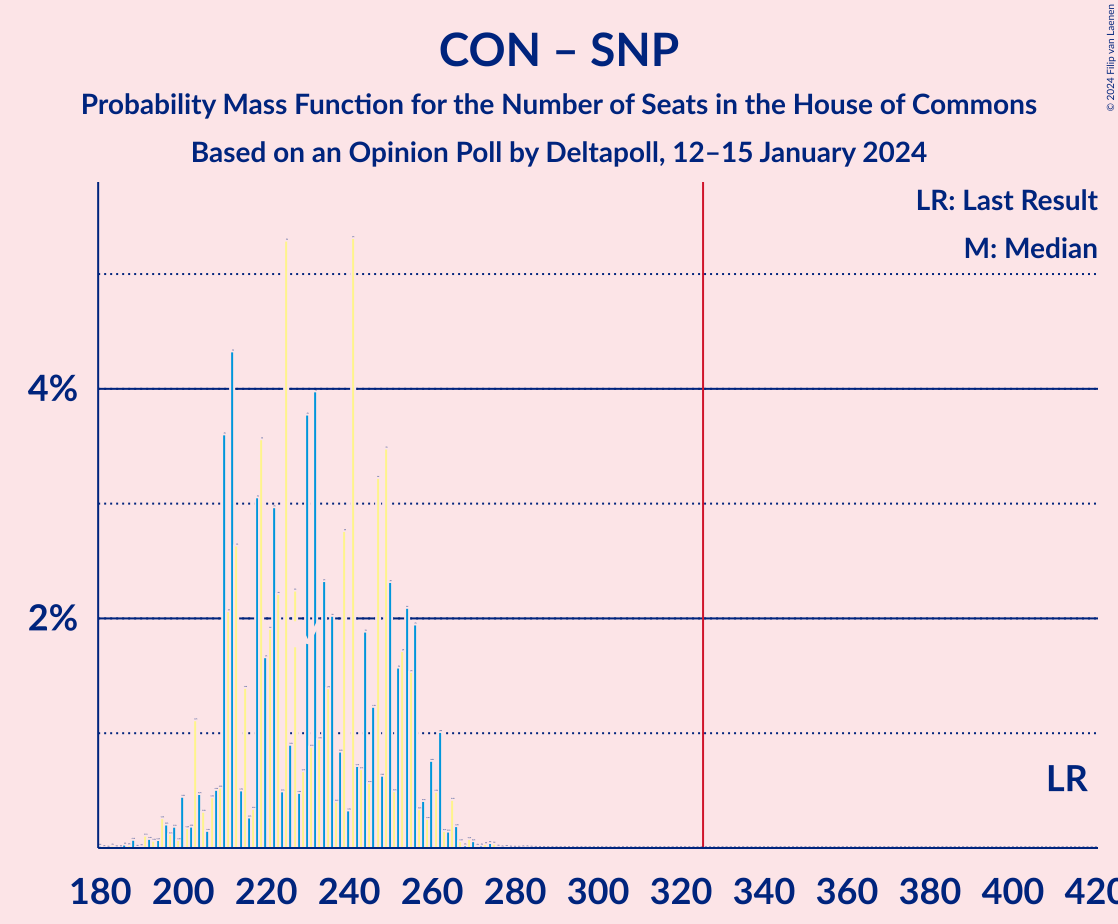 CON – SNP
Probability Mass Function for the Number of Seats in the House of Commons
Based on an Opinion Poll by Deltapoll, 12–15 January 2024
© 2024 Filip van Laenen
LR: Last Result
M: Median
4%
2%
LR
180 200 220 240 260 280 300 320 340 360 380 400 420